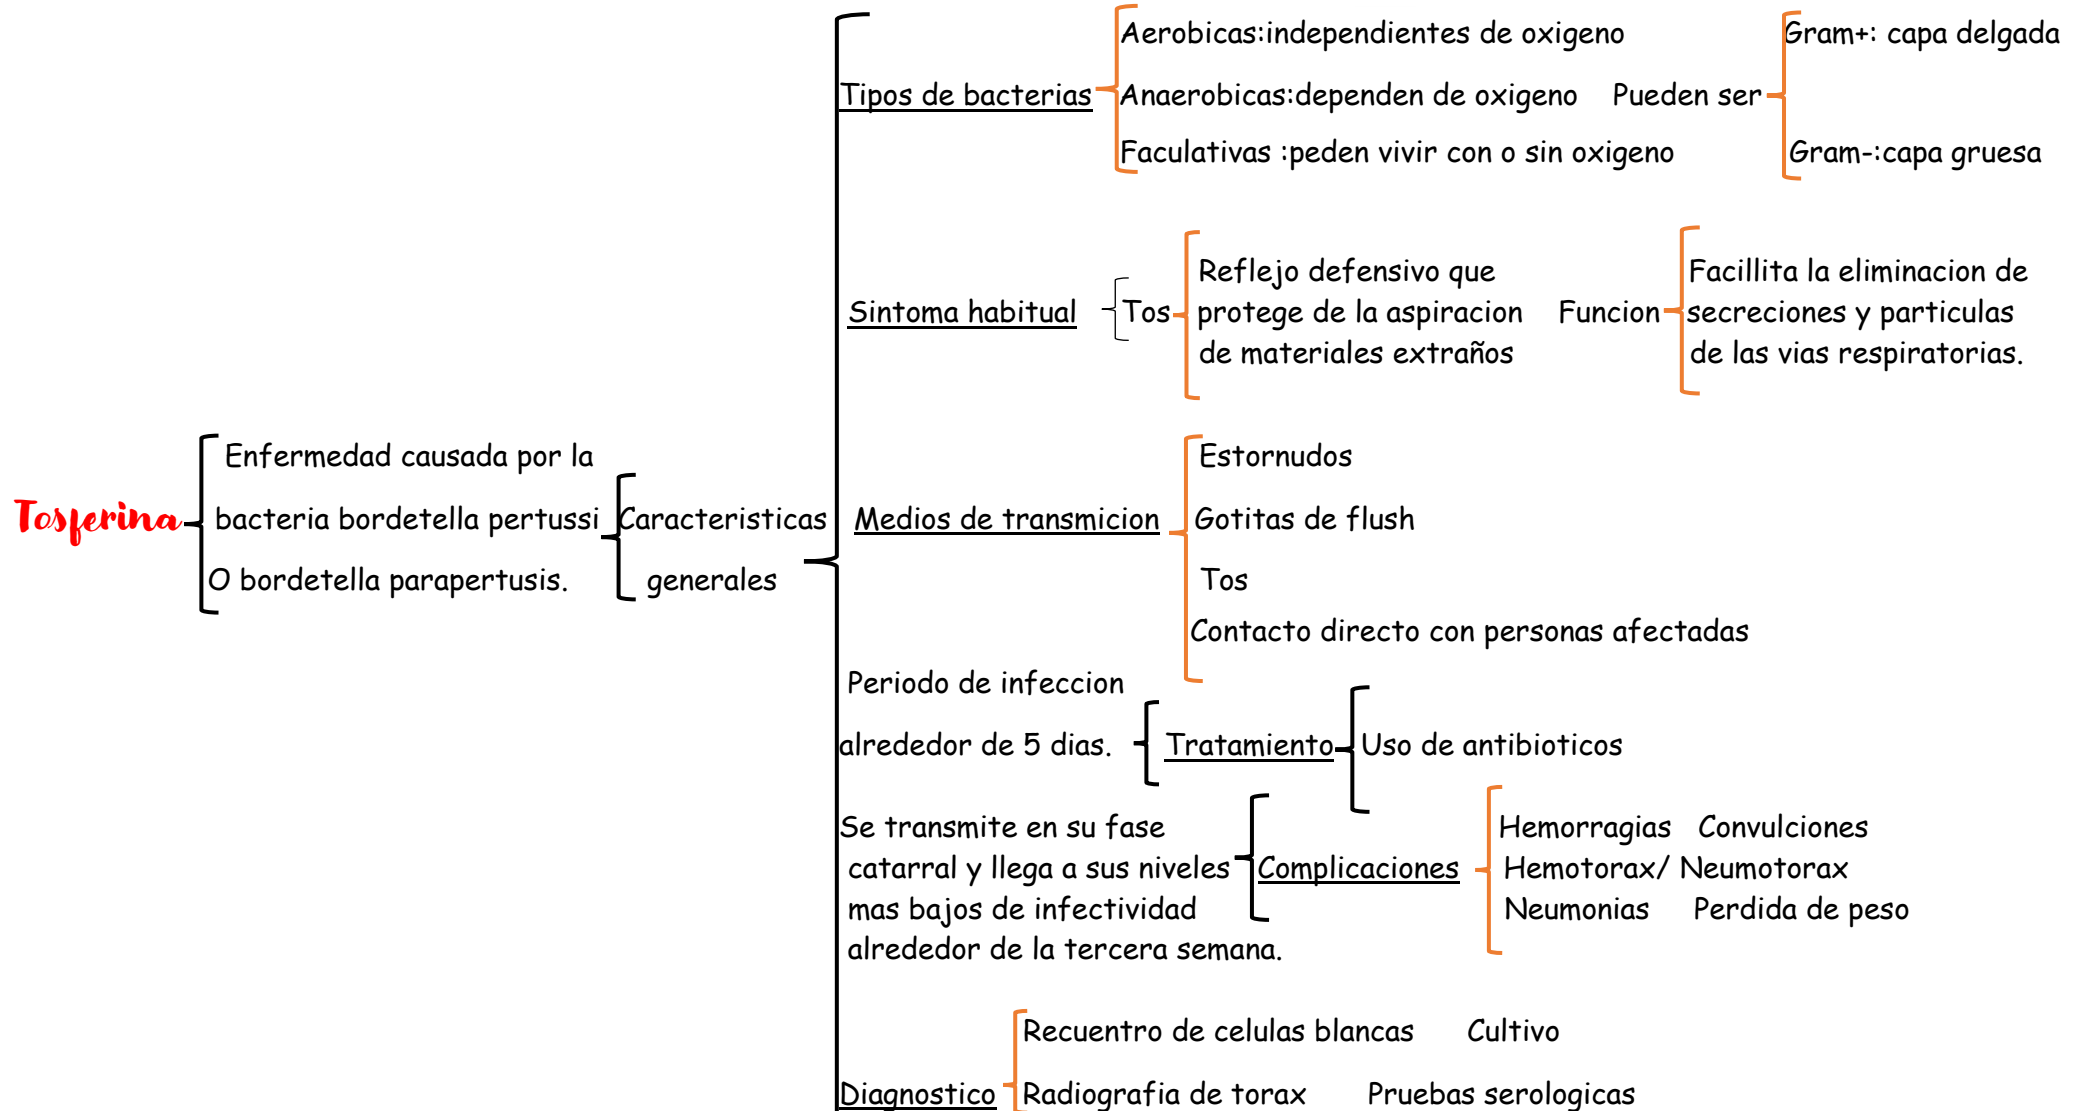 Tosferina
Enfermedad causada por la
bacteria bordetella pertussi
O bordetella parapertusis.
Caracteristicas
generales
Tipos de bacterias
Aerobicas:independientes de oxigeno
Anaerobicas:dependen de oxigeno
Faculativas :peden vivir con o sin oxigeno
Pueden ser
Gram+: capa delgada
Gram-:capa gruesa
Sintoma habitual
Tos
Reflejo defensivo que
protege de la aspiracion
de materiales extraños
Funcion
Facillita la eliminacion de
secreciones y particulas
de las vias respiratorias.
Medios de transmicion
Estornudos
Gotitas de flush
Tos
Contacto directo con personas afectadas
Periodo de infeccion
alrededor de 5 dias.
Tratamiento
Uso de antibioticos
Se transmite en su fase
catarral y llega a sus niveles
mas bajos de infectividad
alrededor de la tercera semana.
Complicaciones
Hemorragias Convulciones
Hemotorax/ Neumotorax
Neumonias Perdida de peso
Diagnostico
Recuentro de celulas blancas Cultivo
Radiografia de torax Pruebas serologicas